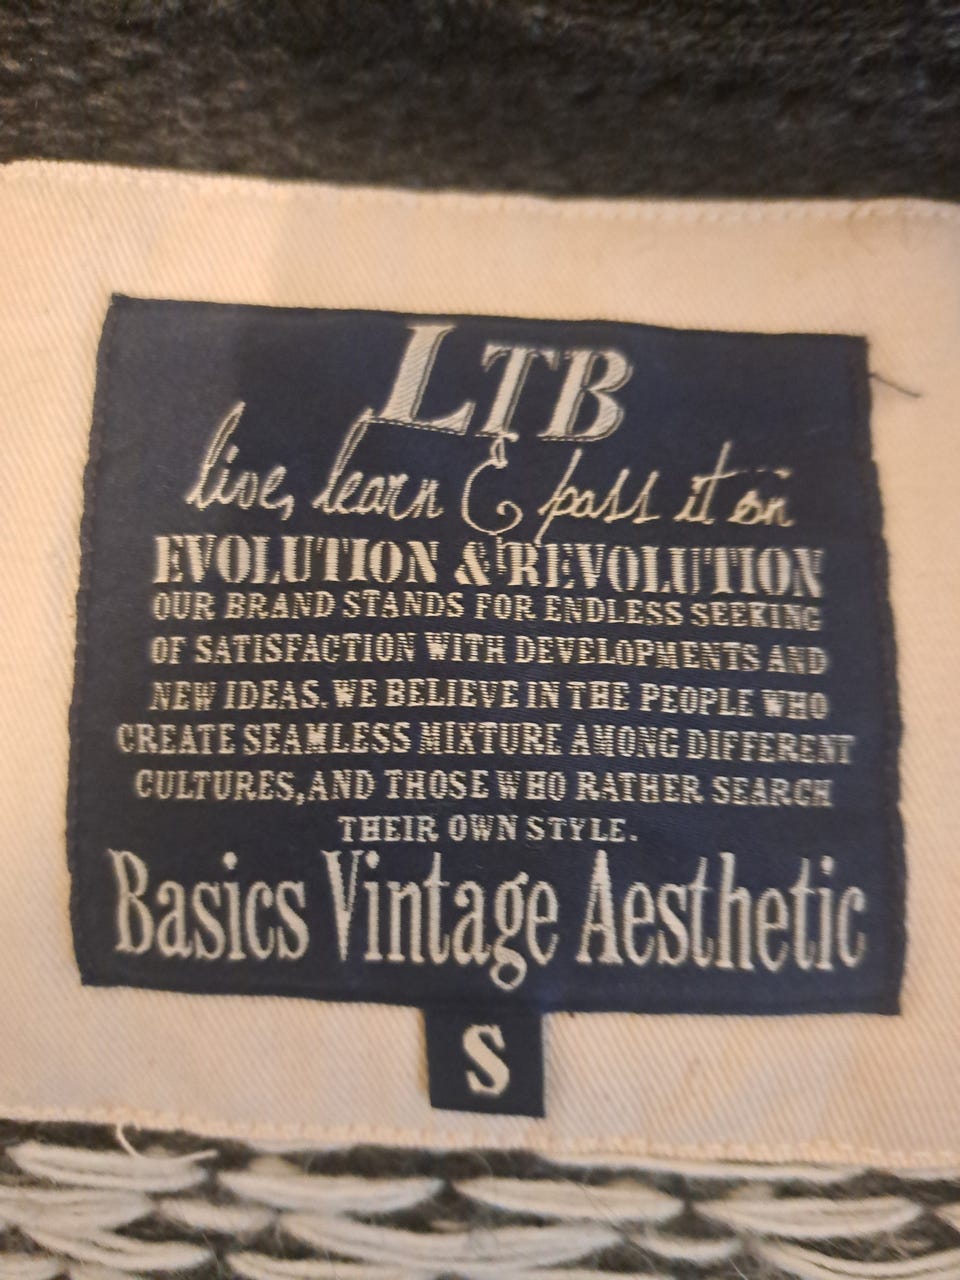 LTB
live, learn & pass it on
EVOLUTION & REVOLUTION
OUR BRAND STANDS FOR ENDLESS SEEKING
OF SATISFACTION WITH DEVELOPMENTS AND
NEW IDEAS. WE BELIEVE IN THE PEOPLE WHO
CREATE SEAMLESS MIXTURE AMONG DIFFERENT
CULTURES, AND THOSE WHO RATHER SEARCH
THEIR OWN STYLE.
Basics Vintage Aesthetic
S